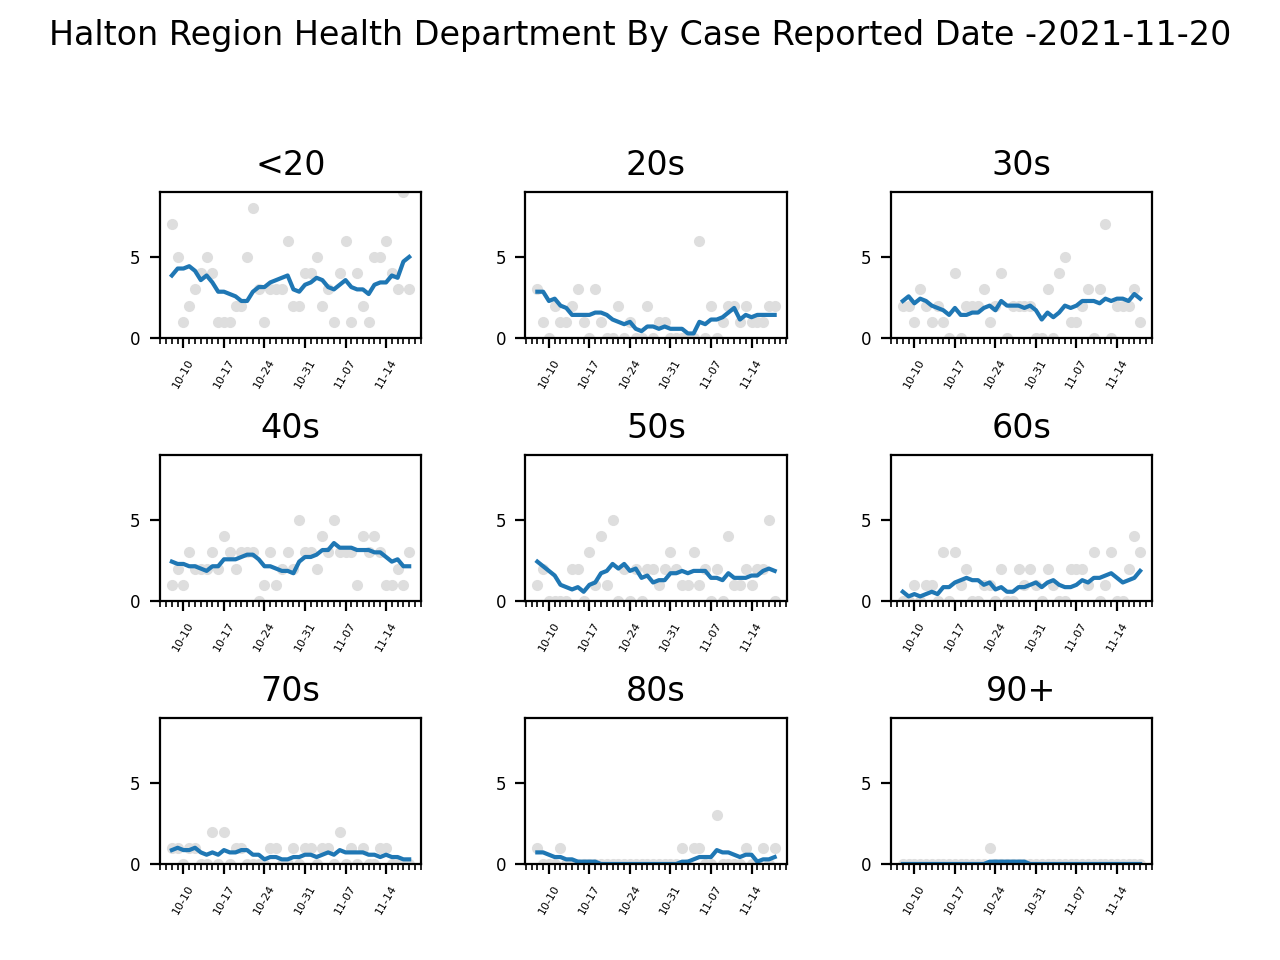 Halton Region Health Department By Case Reported Date -2021-11-20
<20 20s 30s
5 5 5
0 0 0
10-10 10-17 10-24 10-31 11-07 11-14 10-10 10-17 10-24 10-31 11-07 11-14 10-10 10-17 10-24 10-31 11-07 11-14
40s 50s 60s
5 5 5
0 0 0
10-10 10-17 10-24 10-31 11-07 11-14 10-10 10-17 10-24 10-31 11-07 11-14 10-10 10-17 10-24 10-31 11-07 11-14
70s 80s 90+
5 5 5
0 0 0
10-10 10-17 10-24 10-31 11-07 11-14 10-10 10-17 10-24 10-31 11-07 11-14 10-10 10-17 10-24 10-31 11-07 11-14